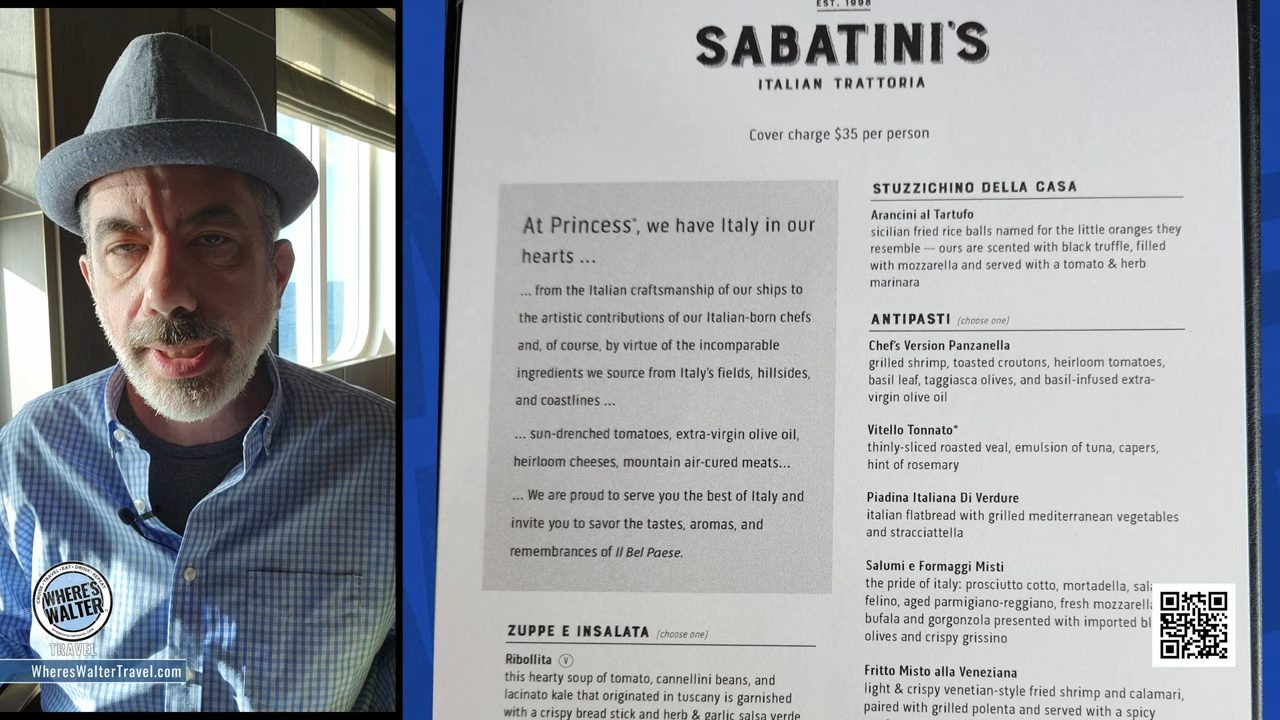 EST. 1998
SABATINI'S
ITALIAN TRATTORIA
Cover charge $35 per person
At Princess®, we have Italy in our
hearts ...
... from the Italian craftsmanship of our ships to
the artistic contributions of our Italian-born chefs
and, of course, by virtue of the incomparable
ingredients we source from Italy's fields, hillsides,
and coastlines ...
... sun-drenched tomatoes, extra-virgin olive oil,
heirloom cheeses, mountain air-cured meats...
... We are proud to serve you the best of Italy and
invite you to savor the tastes, aromas, and
remembrances of Il Bel Paese.
ZUPPE E INSALATA (choose one)
Ribollita V
this hearty soup of tomato, cannellini beans, and
lacinato kale that originated in tuscany is garnished
with a crispy bread stick and herb & garlic salsa verde
STUZZICHINO DELLA CASA
Arancini al Tartufo
sicilian fried rice balls named for the little oranges they
resemble — ours are scented with black truffle, filled
with mozzarella and served with a tomato & herb
marinara
ANTIPASTI (choose one)
Chef's Version Panzanella
grilled shrimp, toasted croutons, heirloom tomatoes,
basil leaf, taggiasca olives, and basil-infused extra-
virgin olive oil
Vitello Tonnato*
thinly-sliced roasted veal, emulsion of tuna, capers,
hint of rosemary
Piadina Italiana Di Verdure
italian flatbread with grilled mediterranean vegetables
and stracciattella
Salumi e Formaggi Misti
the pride of italy: prosciutto cotto, mortadella,
felino, aged parmigiano-reggiano, fresh mozzarella
bufala and gorgonzola presented with imported
olives and crispy grissino
Fritto Misto alla Veneziana
light & crispy venetian-style fried shrimp and calamari,
paired with grilled polenta and served with a spicy
WHERE'S
WALTER
TRAVEL
WheresWalterTravel.com